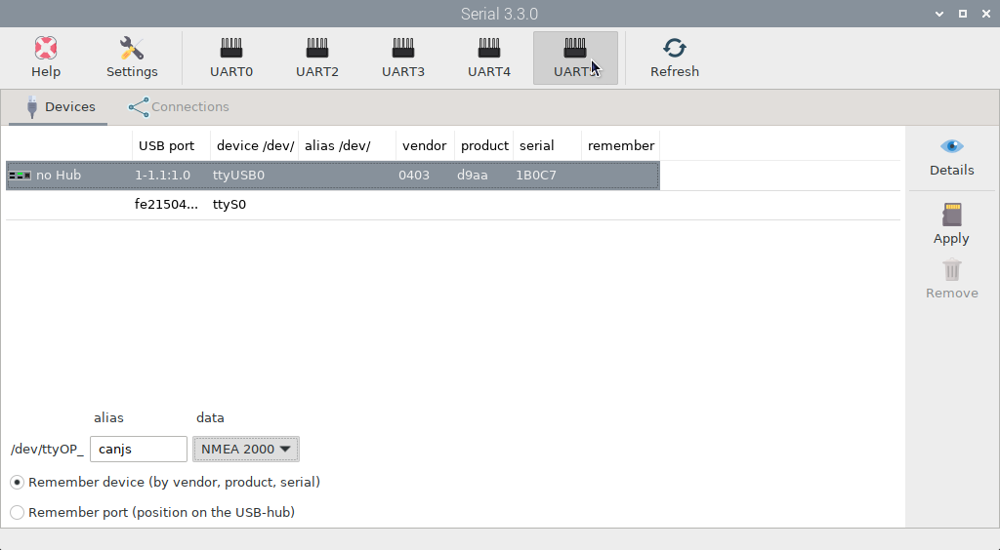 Serial 3.3.0
Help Settings UART0 UART2 UART3 UART4 UART Refresh
Devices Connections
USB port device /dev/ alias /dev/ vendor product serial remember
no Hub 1-1.1:1.0 ttyUSB0 0403 d9aa 1B0C7
fe21504... ttyS0
Details
Apply
Remove
alias data
/dev/ttyOP_ canjs NMEA 2000
Remember device (by vendor, product, serial)
Remember port (position on the USB-hub)